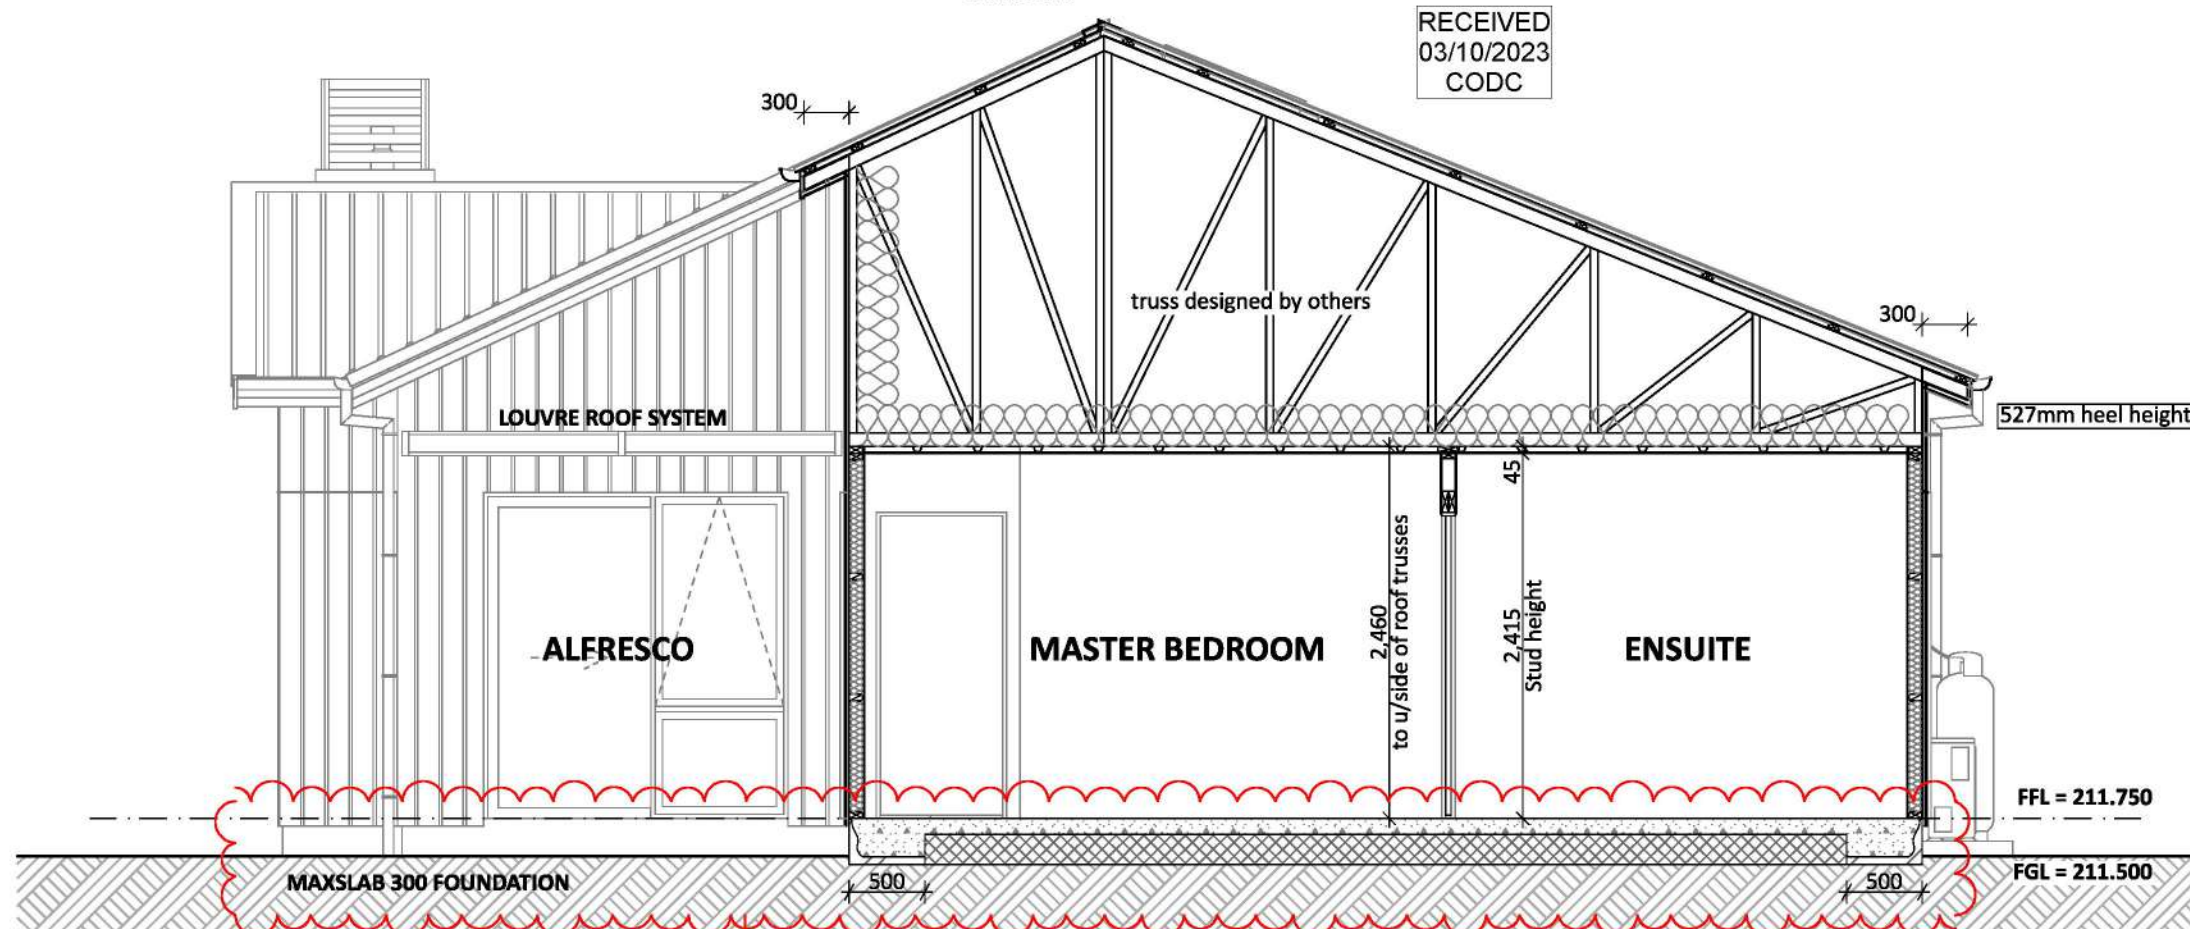 RECEIVED
03/10/2023
CODC
300
truss designed by others
300
LOUVRE ROOF SYSTEM
527mm heel height
45
2,460
to u/side of roof trusses
2,415
Stud height
ALFRESCO
MASTER BEDROOM
ENSUITE
FFL = 211.750
MAXSLAB 300 FOUNDATION
500
500
FGL = 211.500